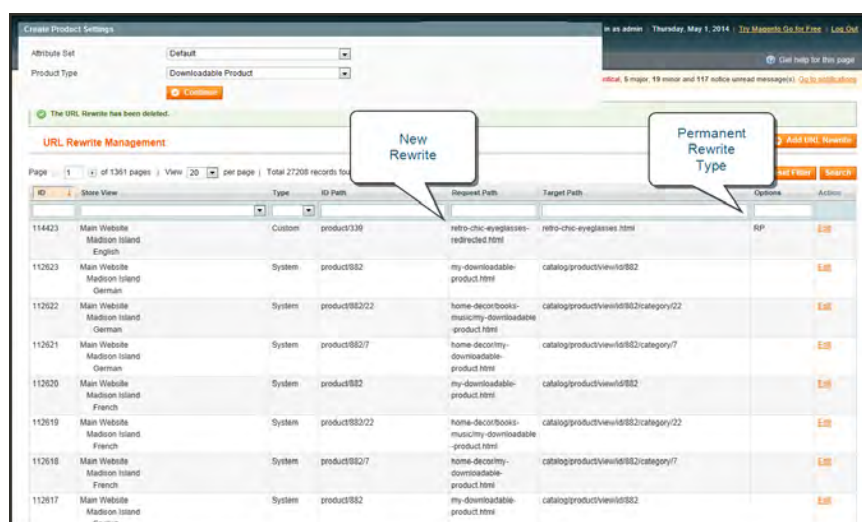 Create Product Settings
in as admin | Thursday, May 1, 2014 | Try Magento Go for Free | Log Out
Attribute Set Default
Get help for this page
Product Type Downloadable Product
5 major, 19 minor and 117 notice unread message(s). Go to notifications
Continue
The URL Rewrite has been deleted.
URL Rewrite Management
New
Rewrite
Permanent
Rewrite
Type
Add URL Rewrite
Page 1 of 1361 pages | View 20 per page | Total 27208 records
Filter Search
ID Store View Type ID Path Request Path Target Path Options Action
114423 Main Website Custom product/339 retro-chic-eyeglasses- retro-chic-eyeglasses.html RP Edit
Madison Island redirected.html
English
112623 Main Website System product/882 my-downloadable- catalog/product/view/id/882 Edit
Madison Island product.html
German
112622 Main Website System product/882/22 home-decor/books- catalog/product/view/id/882/category/22 Edit
Madison Island music/my-downloadable
German -product.html
112621 Main Website System product/882/7 home-decor/my- catalog/product/view/id/882/category/7 Edit
Madison Island downloadable-
German product.html
112620 Main Website System product/882 my-downloadable- catalog/product/view/id/882 Edit
Madison Island product.html
French
112619 Main Website System product/882/22 home-decor/books- catalog/product/view/id/882/category/22 Edit
Madison Island music/my-downloadable
French -product.html
112618 Main Website System product/882/7 home-decor/my- catalog/product/view/id/882/category/7 Edit
Madison Island downloadable-
French product.html
112617 Main Website System product/882 my-downloadable- catalog/product/view/id/882 Edit
Madison Island product.html